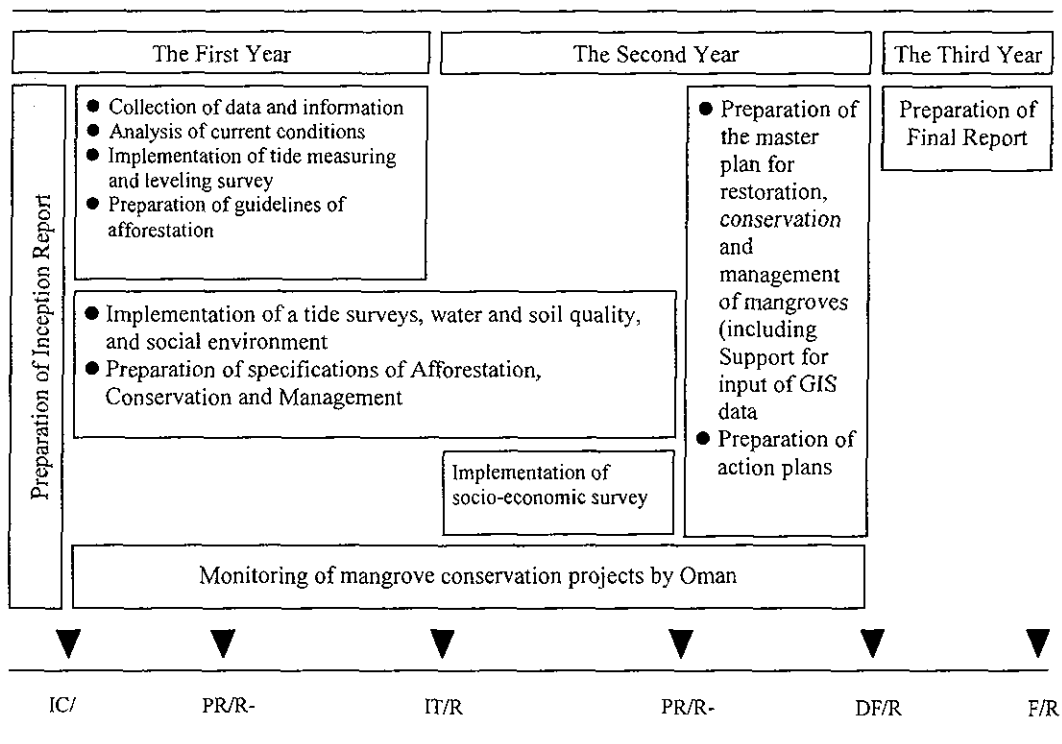 The First Year
The Second Year
The Third Year
Preparation of Inception Report
● Collection of data and information
● Analysis of current conditions
● Implementation of tide measuring
and leveling survey
● Preparation of guidelines of
afforestation
● Implementation of a tide surveys, water and soil quality,
and social environment
● Preparation of specifications of Afforestation,
Conservation and Management
Implementation of
socio-economic survey
● Preparation of
the master
plan for
restoration,
conservation
and
management
of mangroves
(including
Support for
input of GIS
data
● Preparation of
action plans
Preparation of
Final Report
Monitoring of mangrove conservation projects by Oman
IC/
PR/R-
IT/R
PR/R-
DF/R
F/R